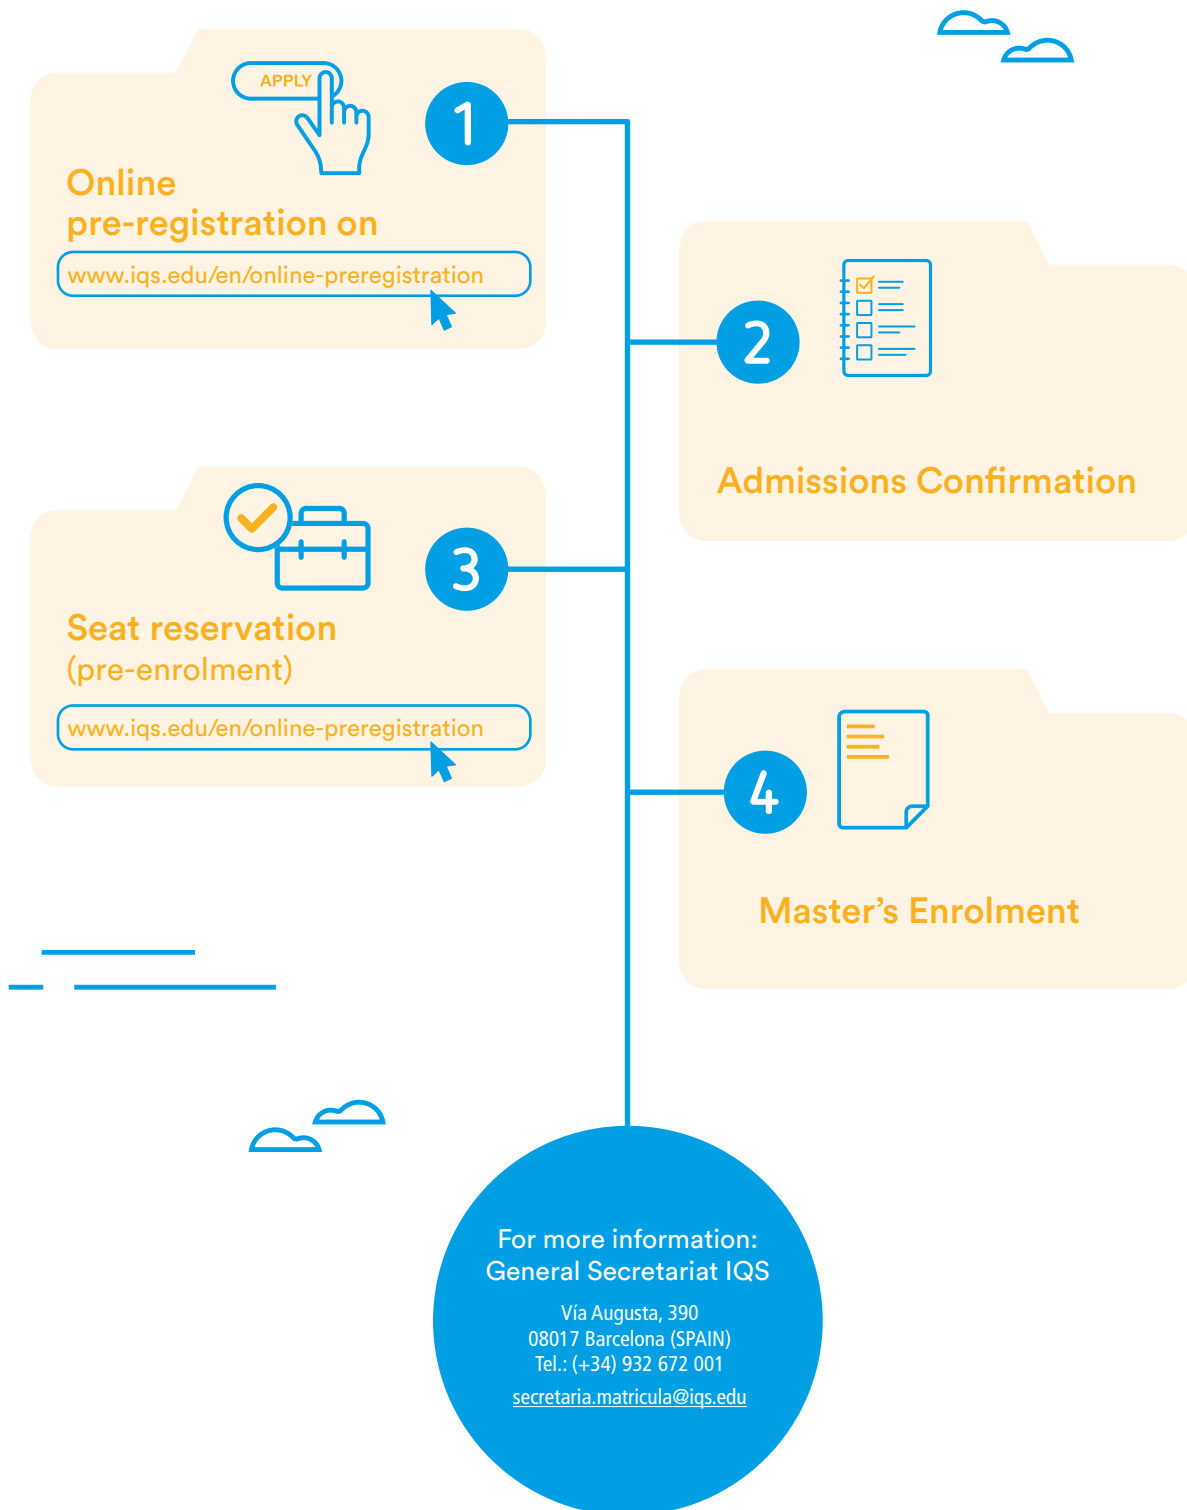 APPLY
1
Online
pre-registration on
www.iqs.edu/en/online-preregistration
2
Admissions Confirmation
3
Seat reservation
(pre-enrolment)
www.iqs.edu/en/online-preregistration
4
Master’s Enrolment
For more information:
General Secretariat IQS
Vía Augusta, 390
08017 Barcelona (SPAIN)
Tel.: (+34) 932 672 001
secretaria.matricula@iqs.edu